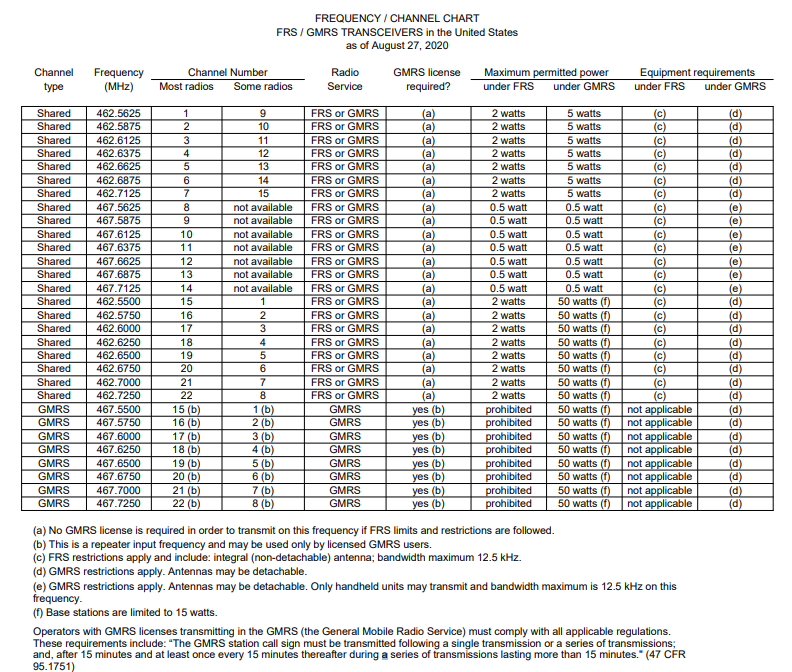 FREQUENCY / CHANNEL CHART
FRS / GMRS TRANSCEIVERS in the United States
as of August 27, 2020
Channel Frequency Channel Number Radio GMRS license Maximum permitted power Equipment requirements
type (MHz) Most radios Some radios Service required? under FRS under GMRS under FRS under GMRS
Shared 462.5625 1 9 FRS or GMRS (a) 2 watts 5 watts (c) (d)
Shared 462.5875 2 10 FRS or GMRS (a) 2 watts 5 watts (c) (d)
Shared 462.6125 3 11 FRS or GMRS (a) 2 watts 5 watts (c) (d)
Shared 462.6375 4 12 FRS or GMRS (a) 2 watts 5 watts (c) (d)
Shared 462.6625 5 13 FRS or GMRS (a) 2 watts 5 watts (c) (d)
Shared 462.6875 6 14 FRS or GMRS (a) 2 watts 5 watts (c) (d)
Shared 462.7125 7 15 FRS or GMRS (a) 2 watts 5 watts (c) (d)
Shared 467.5625 8 not available FRS or GMRS (a) 0.5 watt 0.5 watt (c) (e)
Shared 467.5875 9 not available FRS or GMRS (a) 0.5 watt 0.5 watt (c) (e)
Shared 467.6125 10 not available FRS or GMRS (a) 0.5 watt 0.5 watt (c) (e)
Shared 467.6375 11 not available FRS or GMRS (a) 0.5 watt 0.5 watt (c) (e)
Shared 467.6625 12 not available FRS or GMRS (a) 0.5 watt 0.5 watt (c) (e)
Shared 467.6875 13 not available FRS or GMRS (a) 0.5 watt 0.5 watt (c) (e)
Shared 467.7125 14 not available FRS or GMRS (a) 0.5 watt 0.5 watt (c) (e)
Shared 462.5500 15 1 FRS or GMRS (a) 2 watts 50 watts (f) (c) (d)
Shared 462.5750 16 2 FRS or GMRS (a) 2 watts 50 watts (f) (c) (d)
Shared 462.6000 17 3 FRS or GMRS (a) 2 watts 50 watts (f) (c) (d)
Shared 462.6250 18 4 FRS or GMRS (a) 2 watts 50 watts (f) (c) (d)
Shared 462.6500 19 5 FRS or GMRS (a) 2 watts 50 watts (f) (c) (d)
Shared 462.6750 20 6 FRS or GMRS (a) 2 watts 50 watts (f) (c) (d)
Shared 462.7000 21 7 FRS or GMRS (a) 2 watts 50 watts (f) (c) (d)
Shared 462.7250 22 8 FRS or GMRS (a) 2 watts 50 watts (f) (c) (d)
GMRS 467.5500 15 (b) 1 (b) GMRS yes (b) prohibited 50 watts (f) not applicable (d)
GMRS 467.5750 16 (b) 2 (b) GMRS yes (b) prohibited 50 watts (f) not applicable (d)
GMRS 467.6000 17 (b) 3 (b) GMRS yes (b) prohibited 50 watts (f) not applicable (d)
GMRS 467.6250 18 (b) 4 (b) GMRS yes (b) prohibited 50 watts (f) not applicable (d)
GMRS 467.6500 19 (b) 5 (b) GMRS yes (b) prohibited 50 watts (f) not applicable (d)
GMRS 467.6750 20 (b) 6 (b) GMRS yes (b) prohibited 50 watts (f) not applicable (d)
GMRS 467.7000 21 (b) 7 (b) GMRS yes (b) prohibited 50 watts (f) not applicable (d)
GMRS 467.7250 22 (b) 8 (b) GMRS yes (b) prohibited 50 watts (f) not applicable (d)
(a) No GMRS license is required in order to transmit on this frequency if FRS limits and restrictions are followed.
(b) This is a repeater input frequency and may be used only by licensed GMRS users.
(c) FRS restrictions apply and include: integral (non-detachable) antenna; bandwidth maximum 12.5 kHz.
(d) GMRS restrictions apply. Antennas may be detachable.
(e) GMRS restrictions apply. Antennas may be detachable. Only handheld units may transmit and bandwidth maximum is 12.5 kHz on this
frequency.
(f) Base stations are limited to 15 watts.
Operators with GMRS licenses transmitting in the GMRS (the General Mobile Radio Service) must comply with all applicable regulations.
These requirements include: “The GMRS station call sign must be transmitted following a single transmission or a series of transmissions;
and, after 15 minutes and at least once every 15 minutes thereafter during a series of transmissions lasting more than 15 minutes." (47 CFR
95.1751)